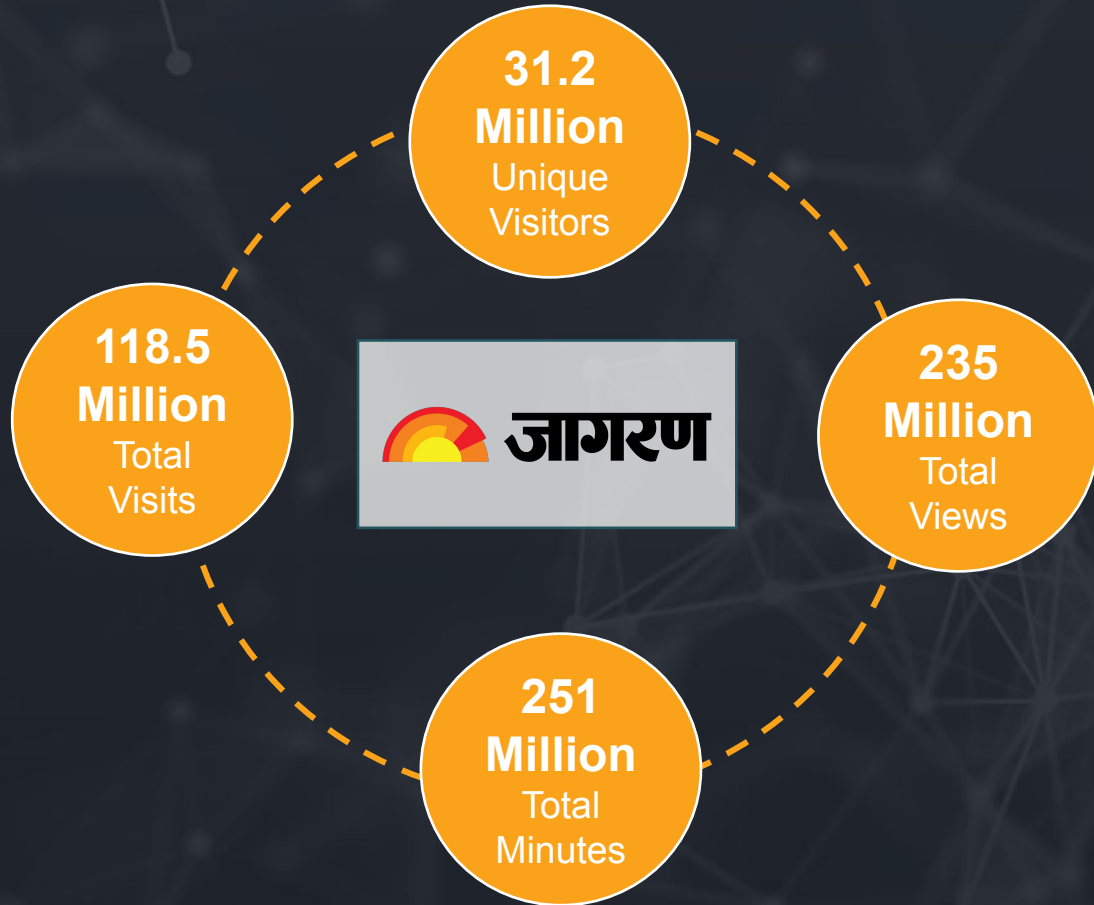 31.2
Million
Unique
Visitors
118.5
Million
Total
Visits
जागरण
235
Million
Total
Views
251
Million
Total
Minutes